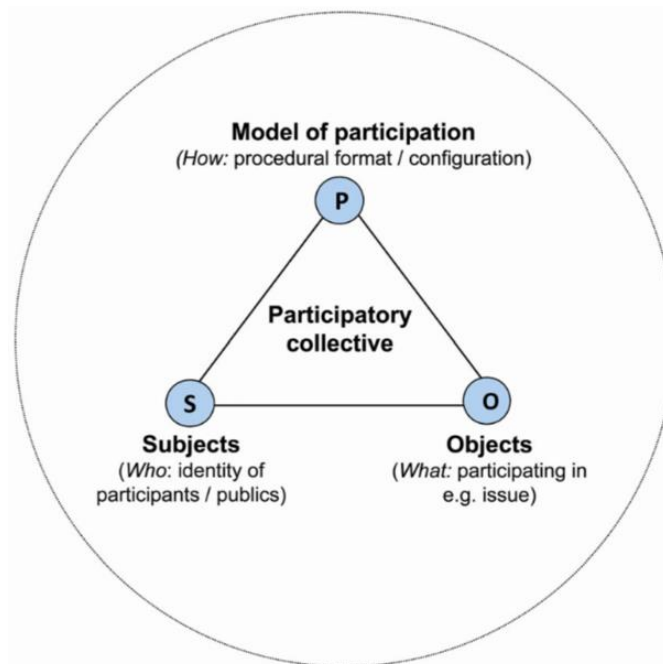 Model of participation
(How: procedural format / configuration)
P
Participatory
collective
S
O
Subjects
(Who: identity of
participants / publics)
Objects
(What: participating in
e.g. issue)